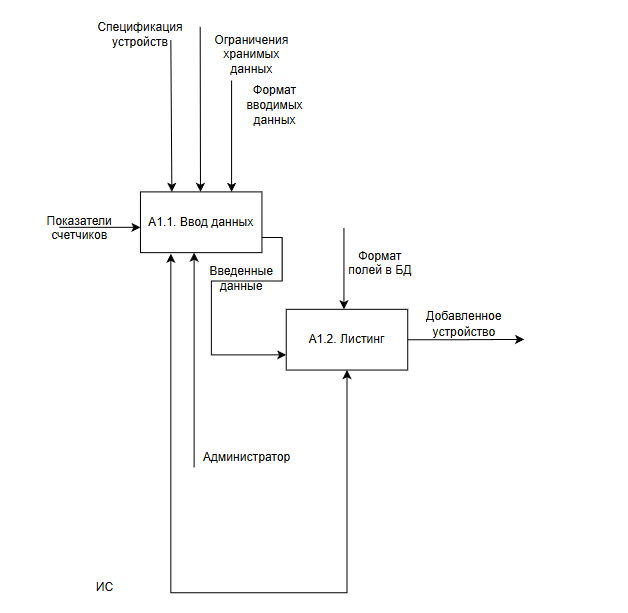 Спецификация
устройств
Ограничения
хранимых
данных
Формат
вводимых
данных
Показатели
счетчиков
А1.1. Ввод данных
Введенные
данные
Формат
полей в БД
А1.2. Листинг
Добавленное
устройство
Администратор
ИС